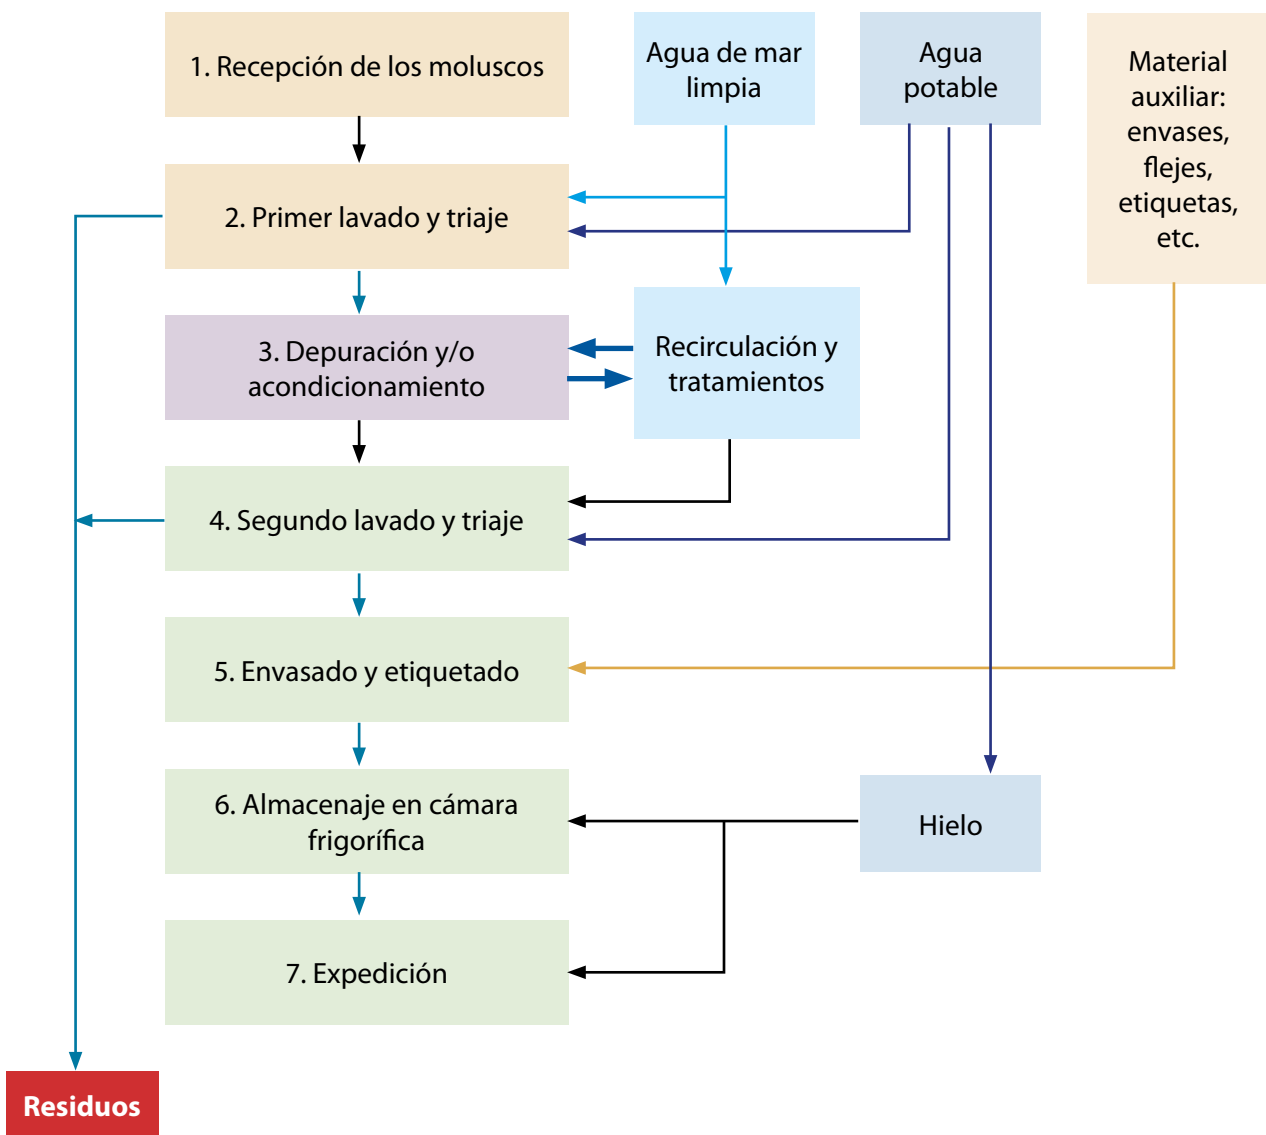 1. Recepción de los moluscos
Agua de mar
limpia
Agua
potable
Material
auxiliar:
envases,
flejes,
etiquetas,
etc.
2. Primer lavado y triaje
3. Depuración y/o
acondicionamiento
Recirculación y
tratamientos
4. Segundo lavado y triaje
5. Envasado y etiquetado
6. Almacenaje en cámara
frigorífica
Hielo
7. Expedición
Residuos